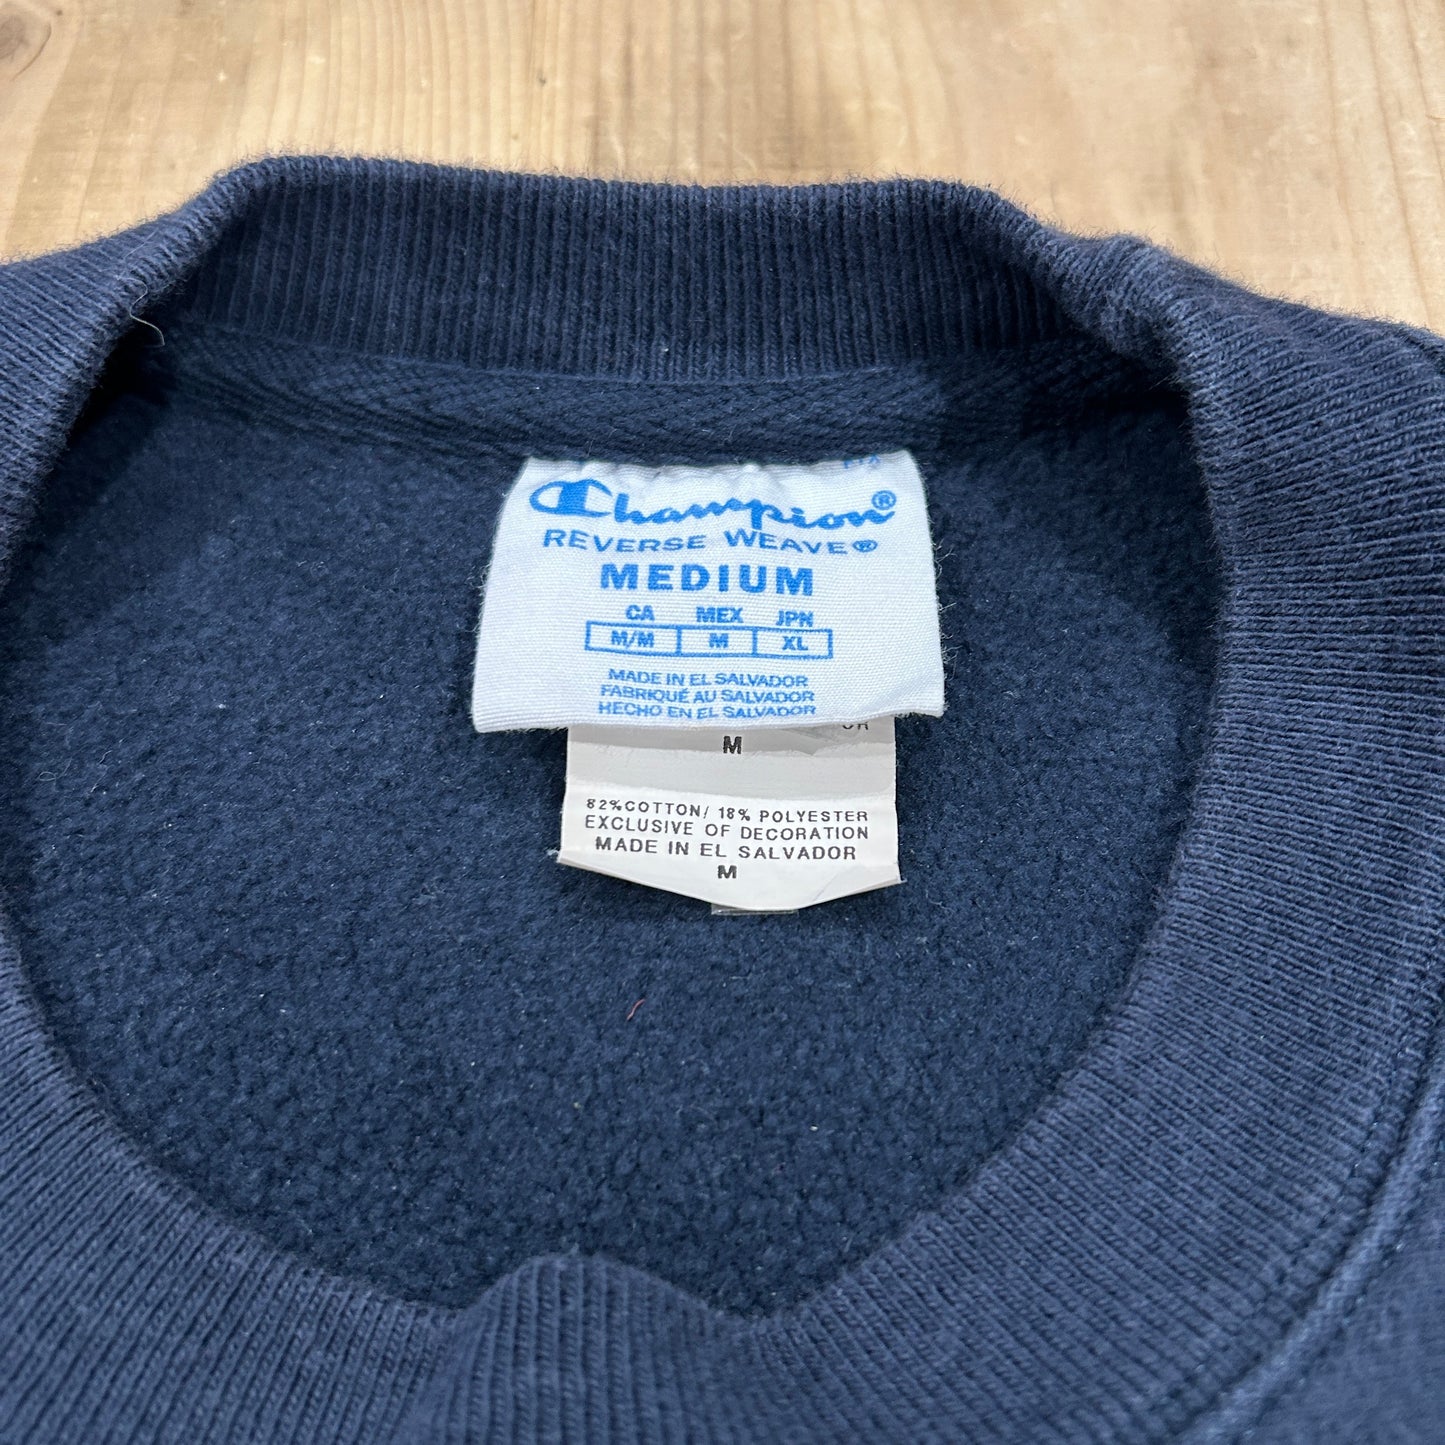 Champion®
REVERSE WEAVE®
MEDIUM
CA MEX JPN
M/M M XL
MADE IN EL SALVADOR
FABRIQUÉ AU SALVADOR
HECHO EN EL SALVADOR
M
82%COTTON/ 18% POLYESTER
EXCLUSIVE OF DECORATION
MADE IN EL SALVADOR
M